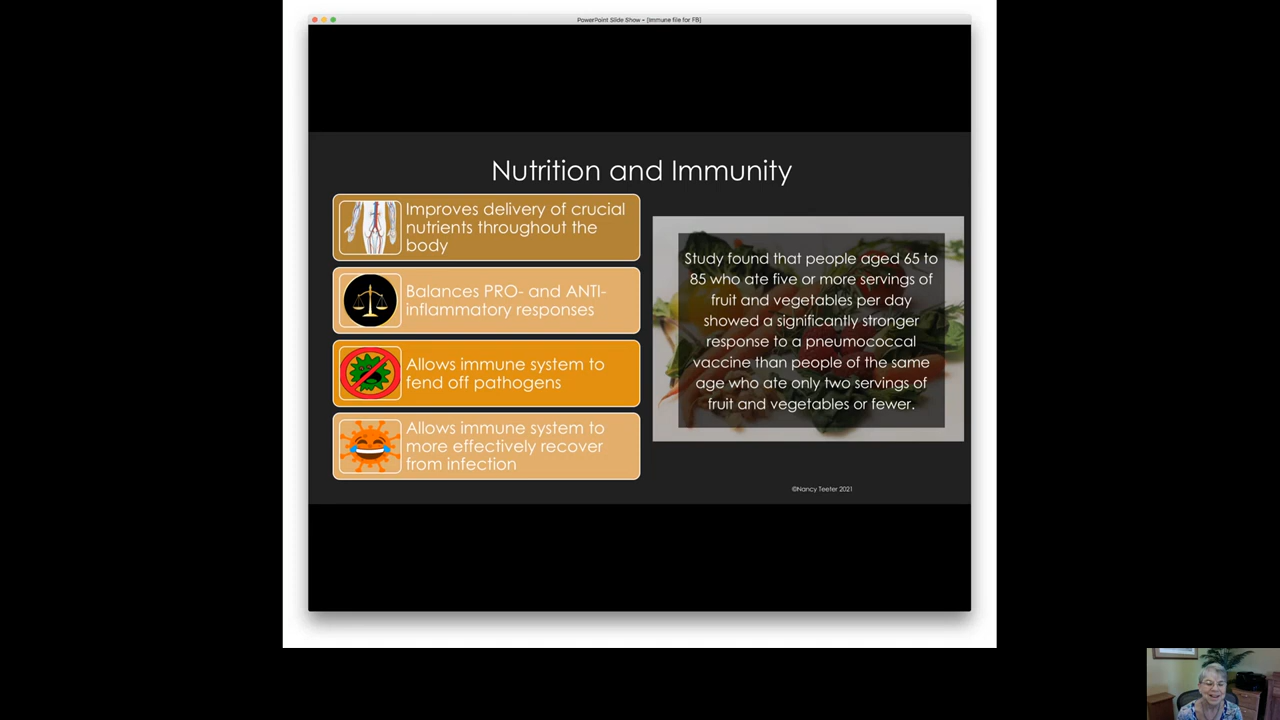 PowerPoint Slide Show - [Immune file for FB]
Nutrition and Immunity
Improves delivery of crucial
nutrients throughout the
body
Balances PRO- and ANTI-
inflammatory responses
Allows immune system to
fend off pathogens
Allows immune system to
more effectively recover
from infection
Study found that people aged 65 to
85 who ate five or more servings of
fruit and vegetables per day
showed a significantly stronger
response to a pneumococcal
vaccine than people of the same
age who ate only two servings of
fruit and vegetables or fewer.
©Nancy Teeter 2021